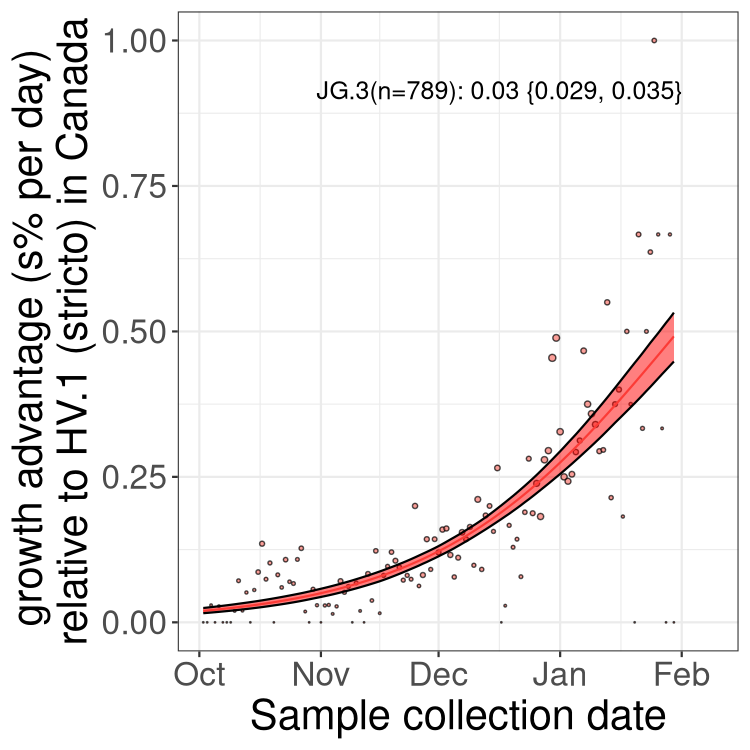 growth advantage (s% per day)
relative to HV.1 (stricto) in Canada
1.00
0.75
0.50
0.25
0.00
JG.3(n=789): 0.03 {0.029, 0.035}
Oct Nov Dec Jan Feb
Sample collection date